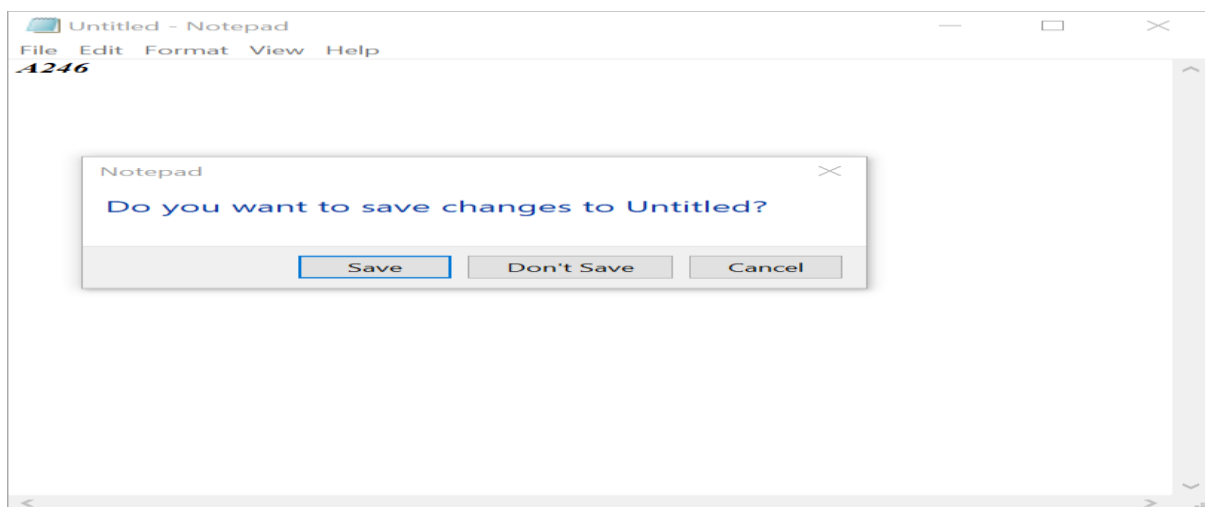 Untitled - Notepad
File Edit Format View Help
A246
Notepad
Do you want to save changes to Untitled?
Save Don't Save Cancel